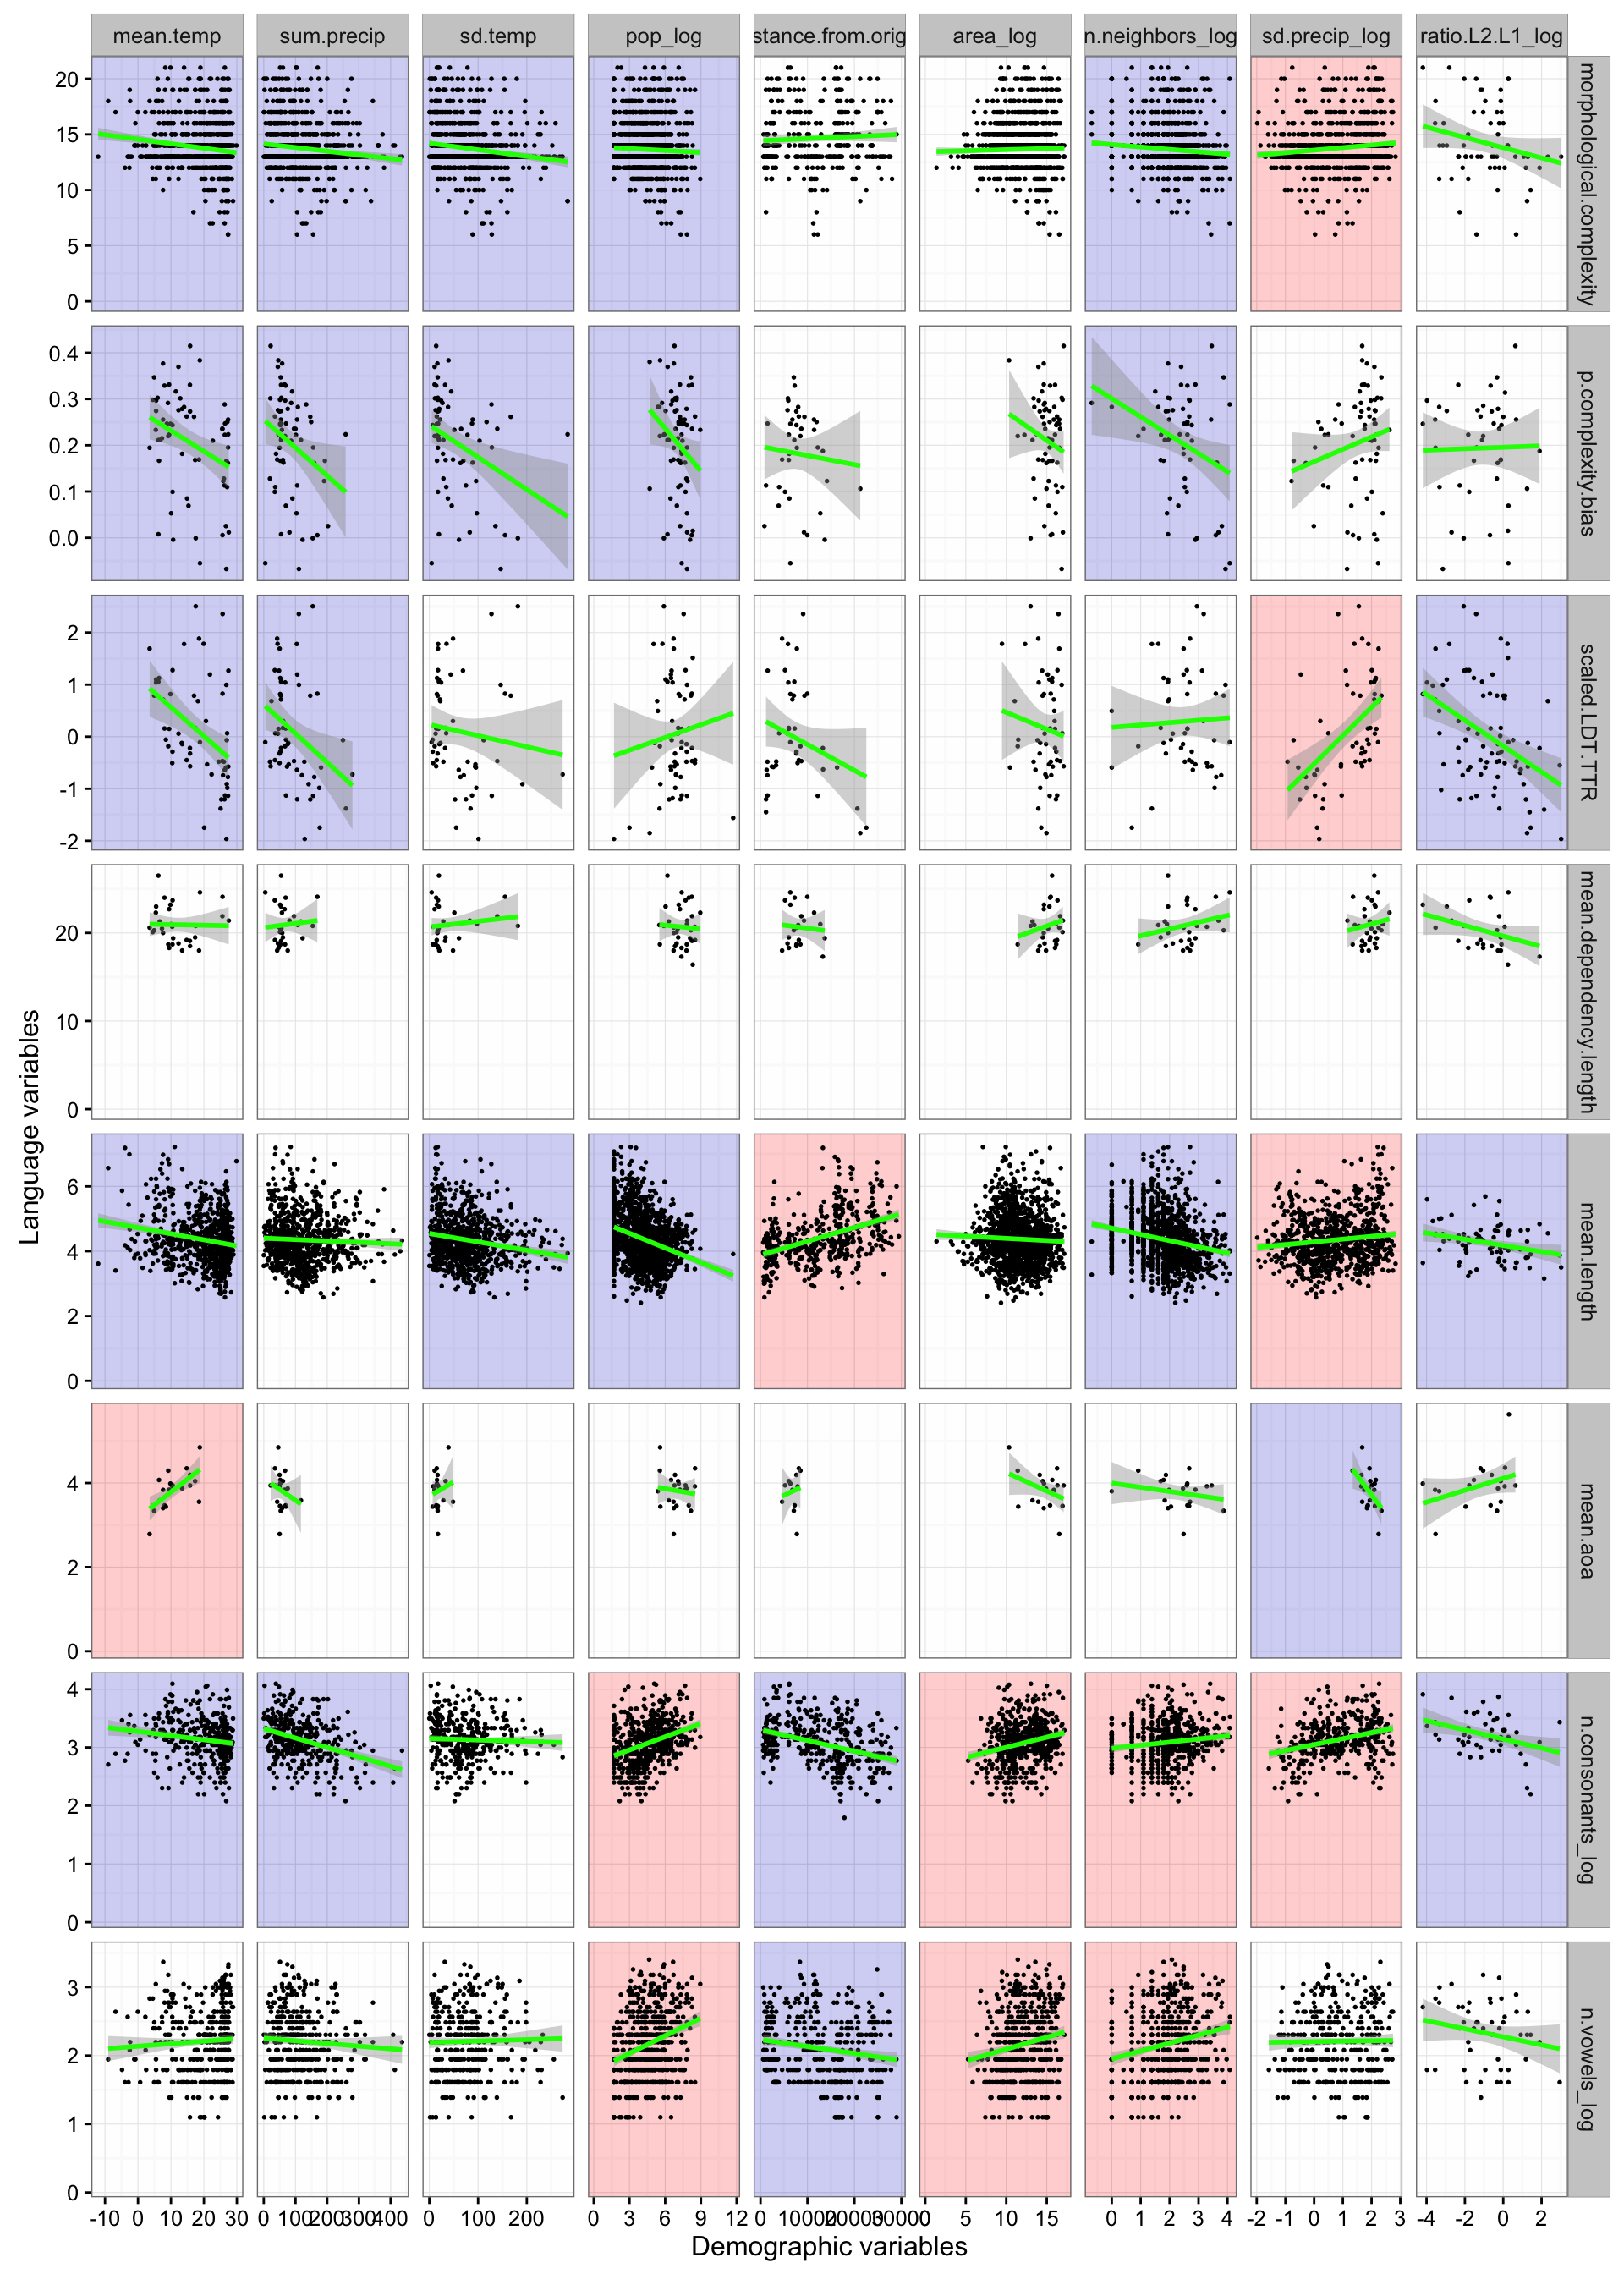 mean.temp sum.precip sd.temp pop_log stance.from.orig area_log n.neighbors_log sd.precip_log ratio.L2.L1_log
20 15 10 5 0 morphological.complexity
0.4 0.3 0.2 0.1 0.0 p.complexity.bias
2 1 0 -1 -2 scaled.LDT.TTR
20 10 0 mean.dependency.length
Language variables
6 4 2 0 mean.length
4 2 0 mean.aoa
4 3 2 1 0 n.consonants_log
3 2 1 0 n.vowels_log
-10 0 10 20 30 0 100 200 300 400 0 100 200 0 3 6 9 12 0 10000 20000 30000 0 5 10 15 0 1 2 3 4 -2 -1 0 1 2 3 -4 -2 0 2
Demographic variables